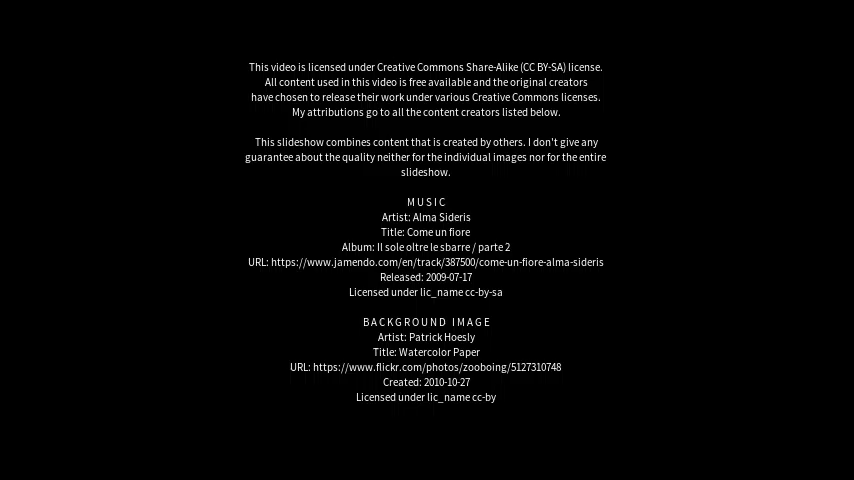 This video is licensed under Creative Commons Share-Alike (CC BY-SA) license.
All content used in this video is free available and the original creators
have chosen to release their work under various Creative Commons licenses.
My attributions go to all the content creators listed below.
This slideshow combines content that is created by others. I don't give any
guarantee about the quality neither for the individual images nor for the entire
slideshow.
MUSIC
Artist: Alma Sideris
Title: Come un fiore
Album: Il sole oltre le sbarre / parte 2
URL: https://www.jamendo.com/en/track/387500/come-un-fiore-alma-sideris
Released: 2009-07-17
Licensed under lic_name cc-by-sa
BACKGROUND IMAGE
Artist: Patrick Hoesly
Title: Watercolor Paper
URL: https://www.flickr.com/photos/zooboing/5127310748
Created: 2010-10-27
Licensed under lic_name cc-by